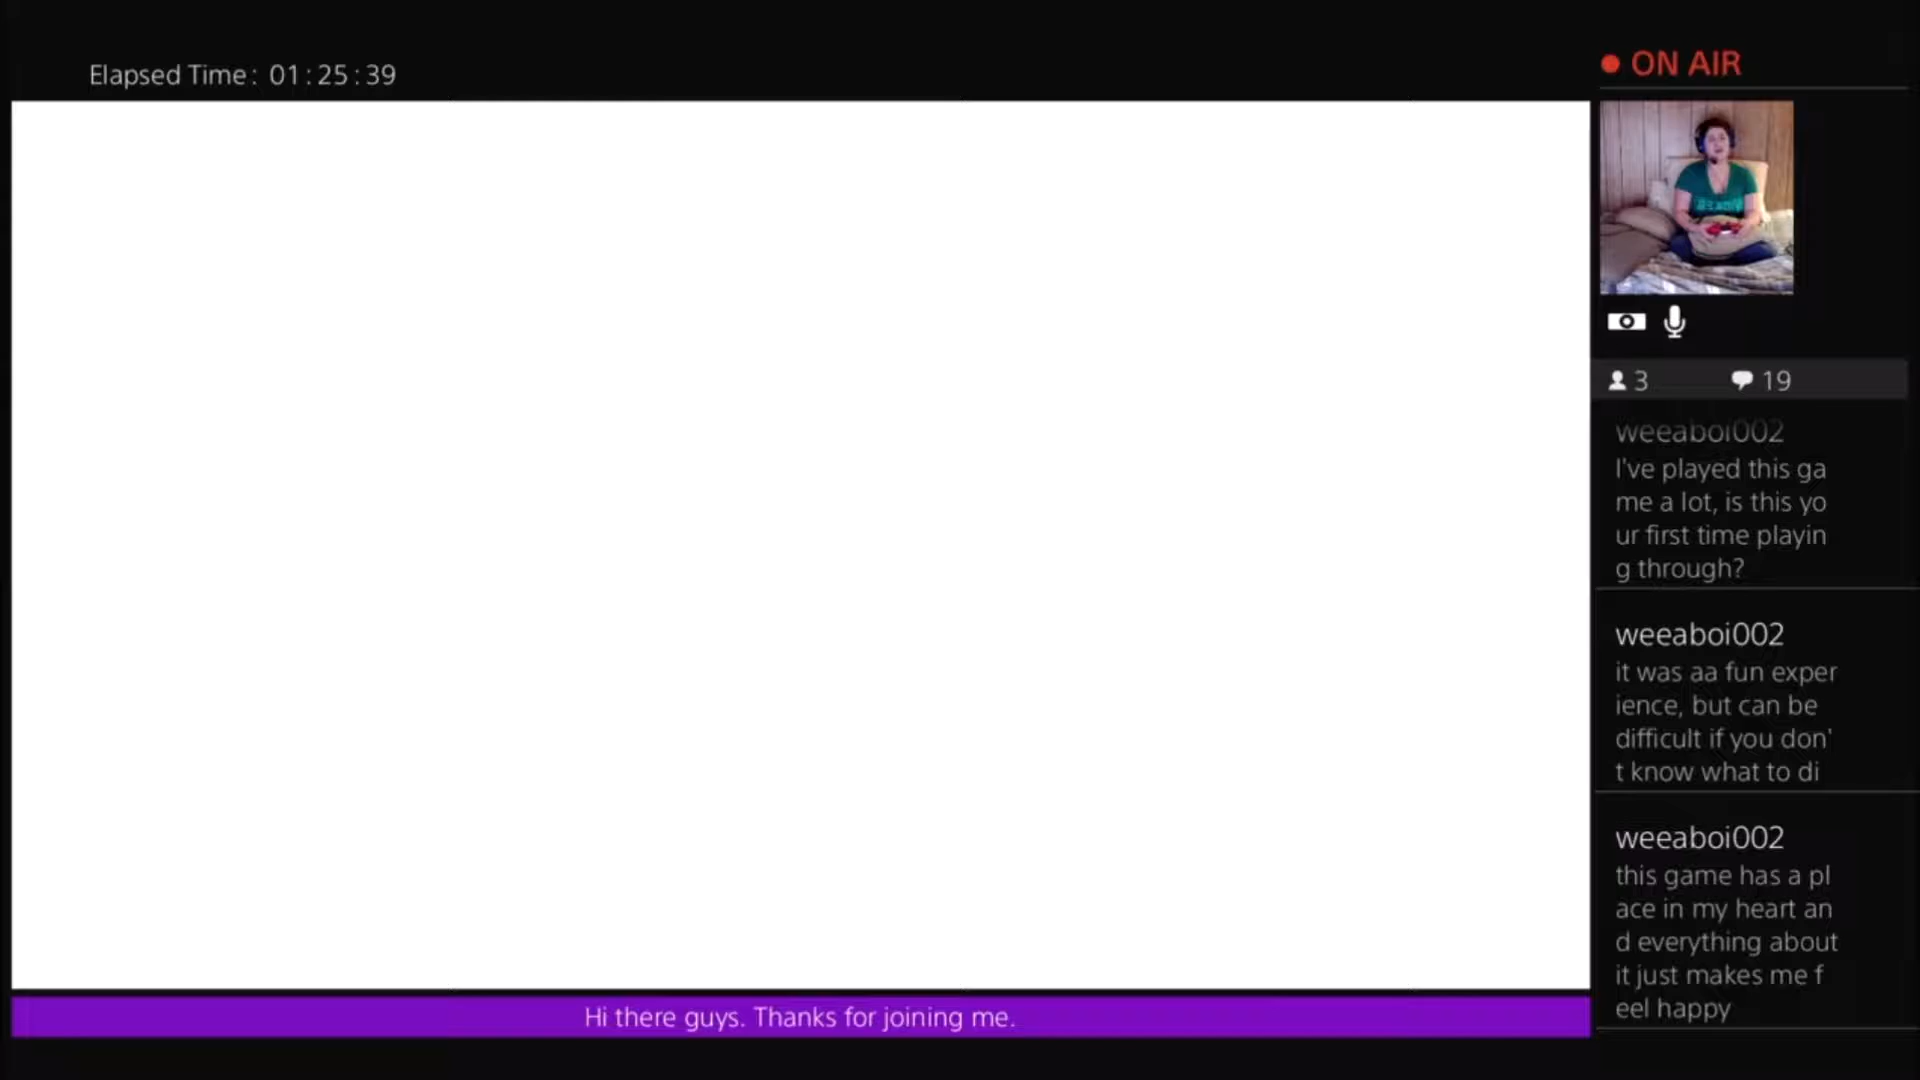 Elapsed Time: 01:25:39
ON AIR
3
19
weeaboi002
I've played this ga
me a lot, is this yo
ur first time playin
g through?
weeaboi002
it was aa fun exper
ience, but can be
difficult if you don'
t know what to di
weeaboi002
this game has a pl
ace in my heart an
d everything about
it just makes me f
eel happy
Hi there guys. Thanks for joining me.